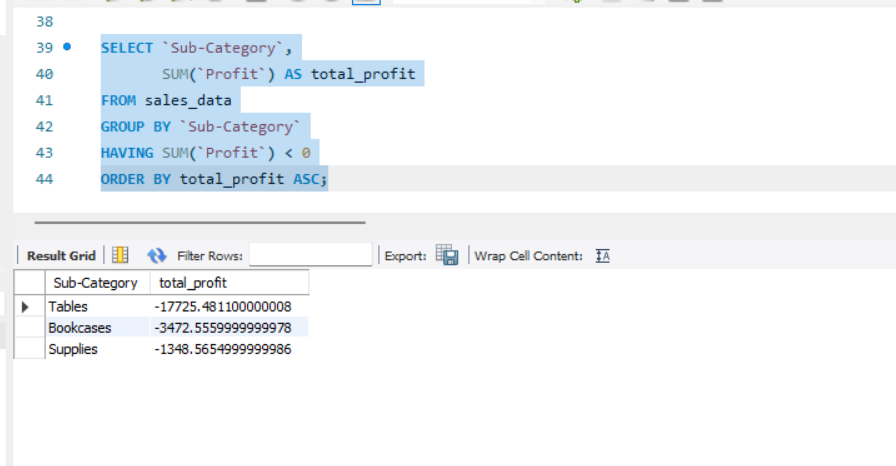 38
39 SELECT `Sub-Category`,
40 SUM(`Profit`) AS total_profit
41 FROM sales_data
42 GROUP BY `Sub-Category`
43 HAVING SUM(`Profit`) < 0
44 ORDER BY total_profit ASC;
Result Grid Filter Rows: Export: Wrap Cell Content: IA
Sub-Category total_profit
Tables -17725.481100000008
Bookcases -3472.5559999999978
Supplies -1348.5654999999986